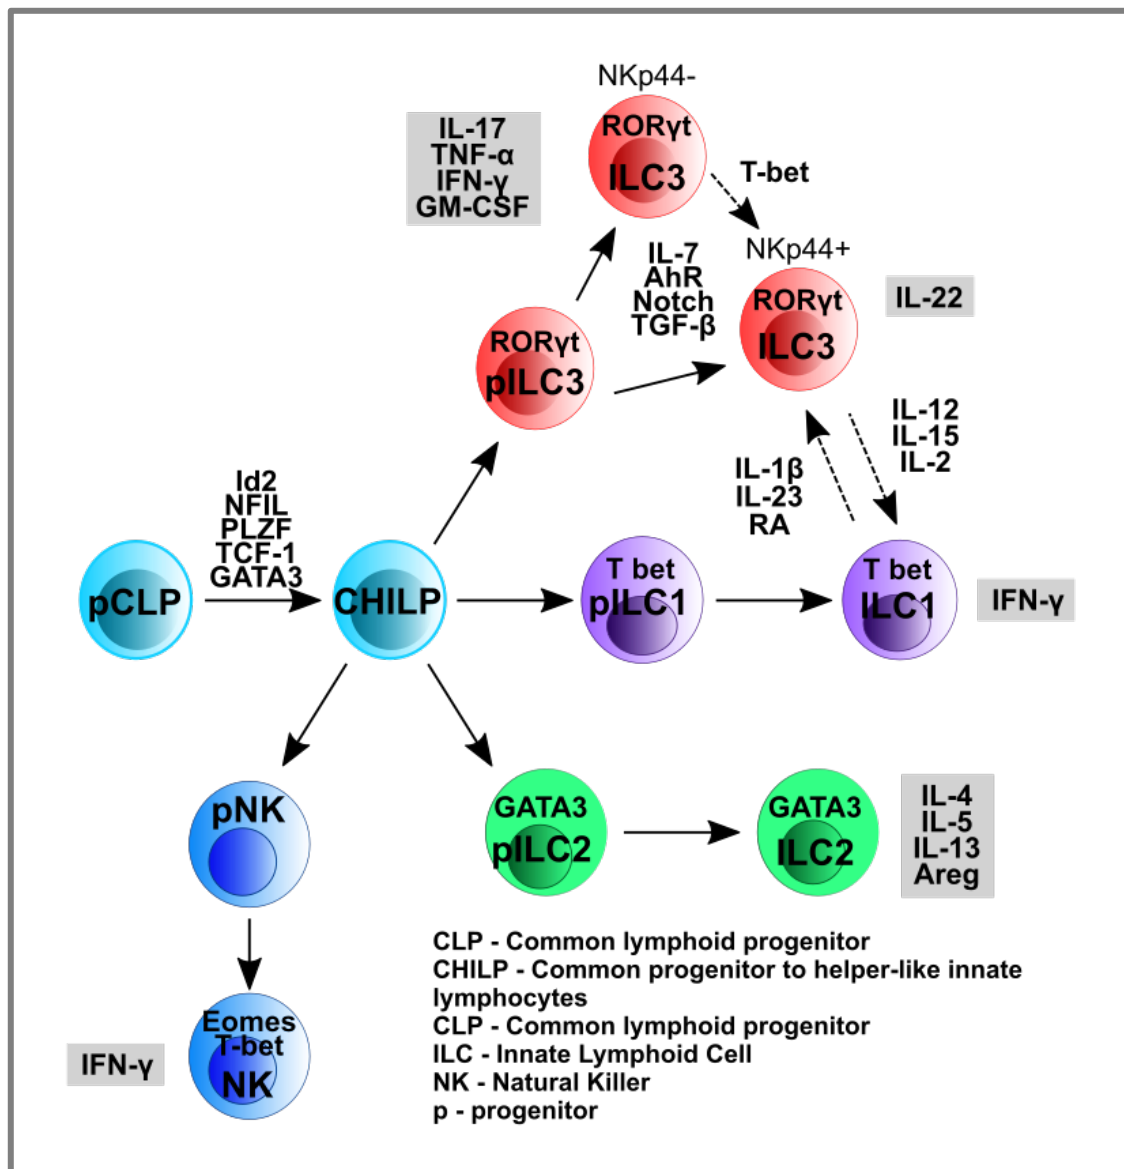 NKp44-
RORγt
ILC3
IL-17
TNF-α
IFN-γ
GM-CSF
T-bet
NKp44+
RORγt
ILC3
IL-22
IL-7
AhR
Notch
TGF-β
RORγt
pILC3
IL-12
IL-15
IL-2
IL-1β
IL-23
RA
Id2
NFIL
PLZF
TCF-1
GATA3
pCLP
CHILP
T bet
pILC1
T bet
ILC1
IFN-γ
pNK
GATA3
pILC2
GATA3
ILC2
IL-4
IL-5
IL-13
Areg
Eomes
T-bet
NK
IFN-γ
CLP - Common lymphoid progenitor
CHILP - Common progenitor to helper-like innate
lymphocytes
CLP - Common lymphoid progenitor
ILC - Innate Lymphoid Cell
NK - Natural Killer
p - progenitor